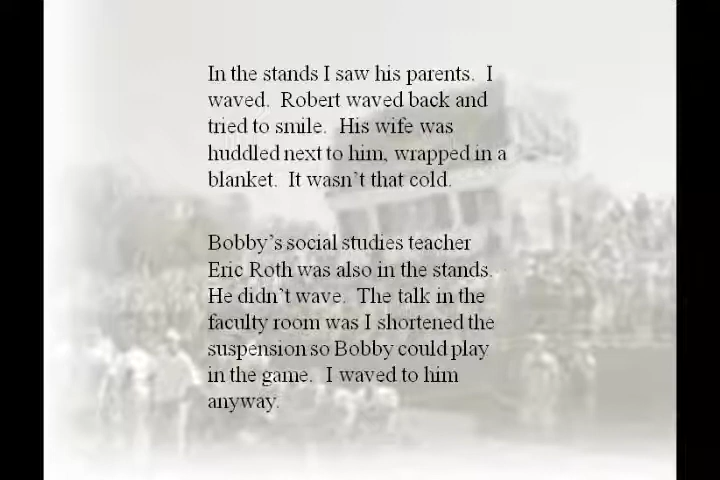 In the stands I saw his parents.  I
waved.  Robert waved back and
tried to smile.  His wife was
huddled next to him, wrapped in a
blanket.  It wasn't that cold.
Bobby's social studies teacher
Eric Roth was also in the stands.
He didn't wave.  The talk in the
faculty room was I shortened the
suspension so Bobby could play
in the game.  I waved to him
anyway.